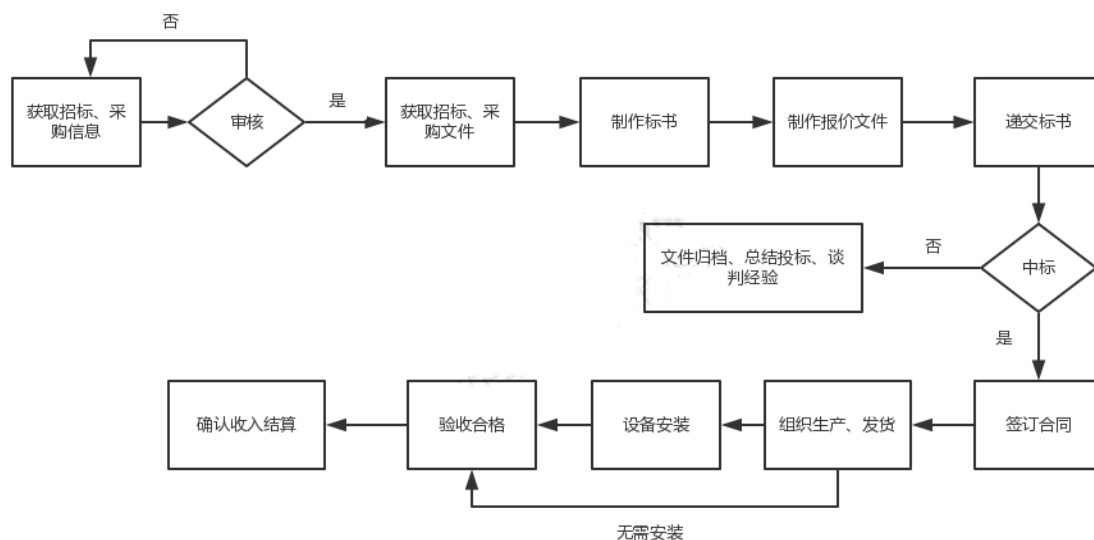 否
获取招标、采
购信息
审核
是
获取招标、采
购文件
制作标书
制作报价文件
递交标书
文件归档、总结投标、谈
判经验
否
中标
是
确认收入结算
验收合格
设备安装
组织生产、发货
签订合同
无需安装